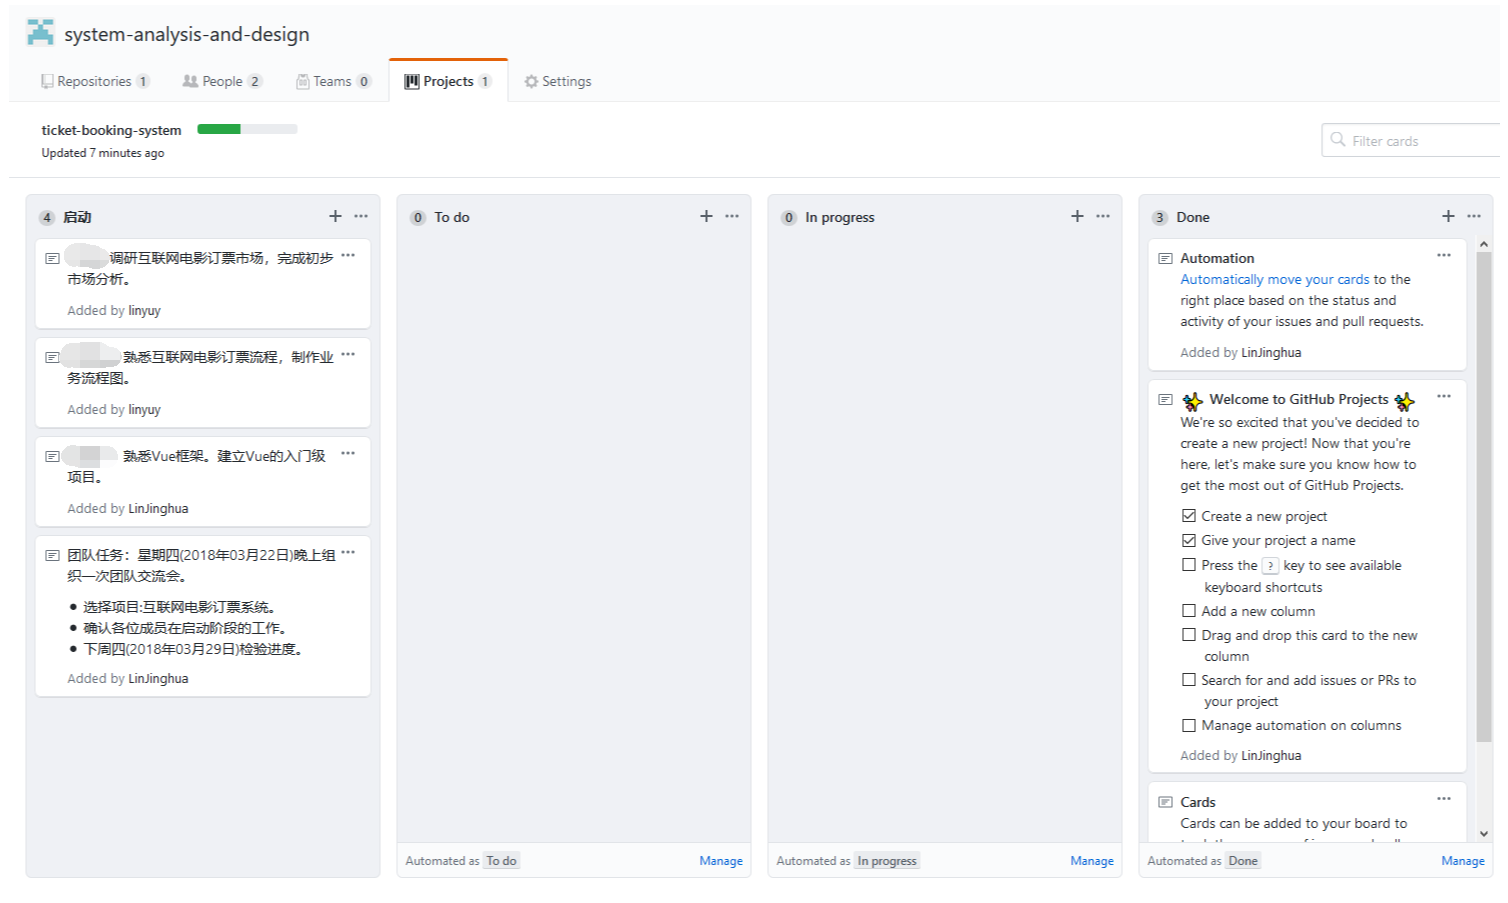 system-analysis-and-design
Repositories 1 People 2 Teams 0 Projects 1 Settings
ticket-booking-system
Updated 7 minutes ago
Filter cards
4 启动
调研互联网电影订票市场，完成初步
市场分析。
Added by linyuy
熟悉互联网电影订票流程，制作业
务流程图。
Added by linyuy
熟悉Vue框架。建立Vue的入门级
项目。
Added by LinJinghua
团队任务：星期四(2018年03月22日)晚上组
织一次团队交流会。
• 选择项目:互联网电影订票系统。
• 确认各位成员在启动阶段的工作。
• 下周四(2018年03月29日)检验进度。
Added by LinJinghua
0 To do
Automated as To do Manage
0 In progress
Automated as In progress Manage
3 Done
Automation
Automatically move your cards to the
right place based on the status and
activity of your issues and pull requests.
Added by LinJinghua
✨ Welcome to GitHub Projects ✨
We're so excited that you've decided to
create a new project! Now that you're
here, let's make sure you know how to
get the most out of GitHub Projects.
Create a new project
Give your project a name
Press the ? key to see available
keyboard shortcuts
Add a new column
Drag and drop this card to the new
column
Search for and add issues or PRs to
your project
Manage automation on columns
Added by LinJinghua
Cards
Cards can be added to your board to
Automated as Done Manage